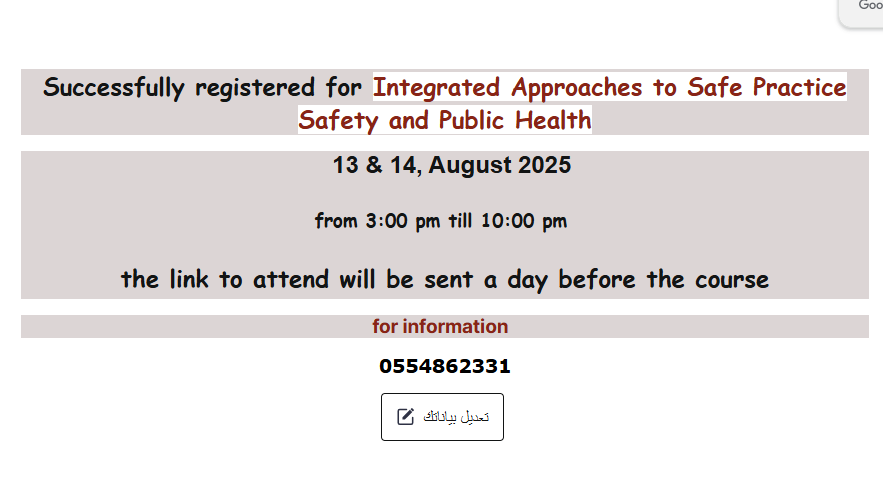 Goo
Successfully registered for Integrated Approaches to Safe Practice
Safety and Public Health
13 & 14, August 2025
from 3:00 pm till 10:00 pm
the link to attend will be sent a day before the course
for information
0554862331
تعديل بياناتك